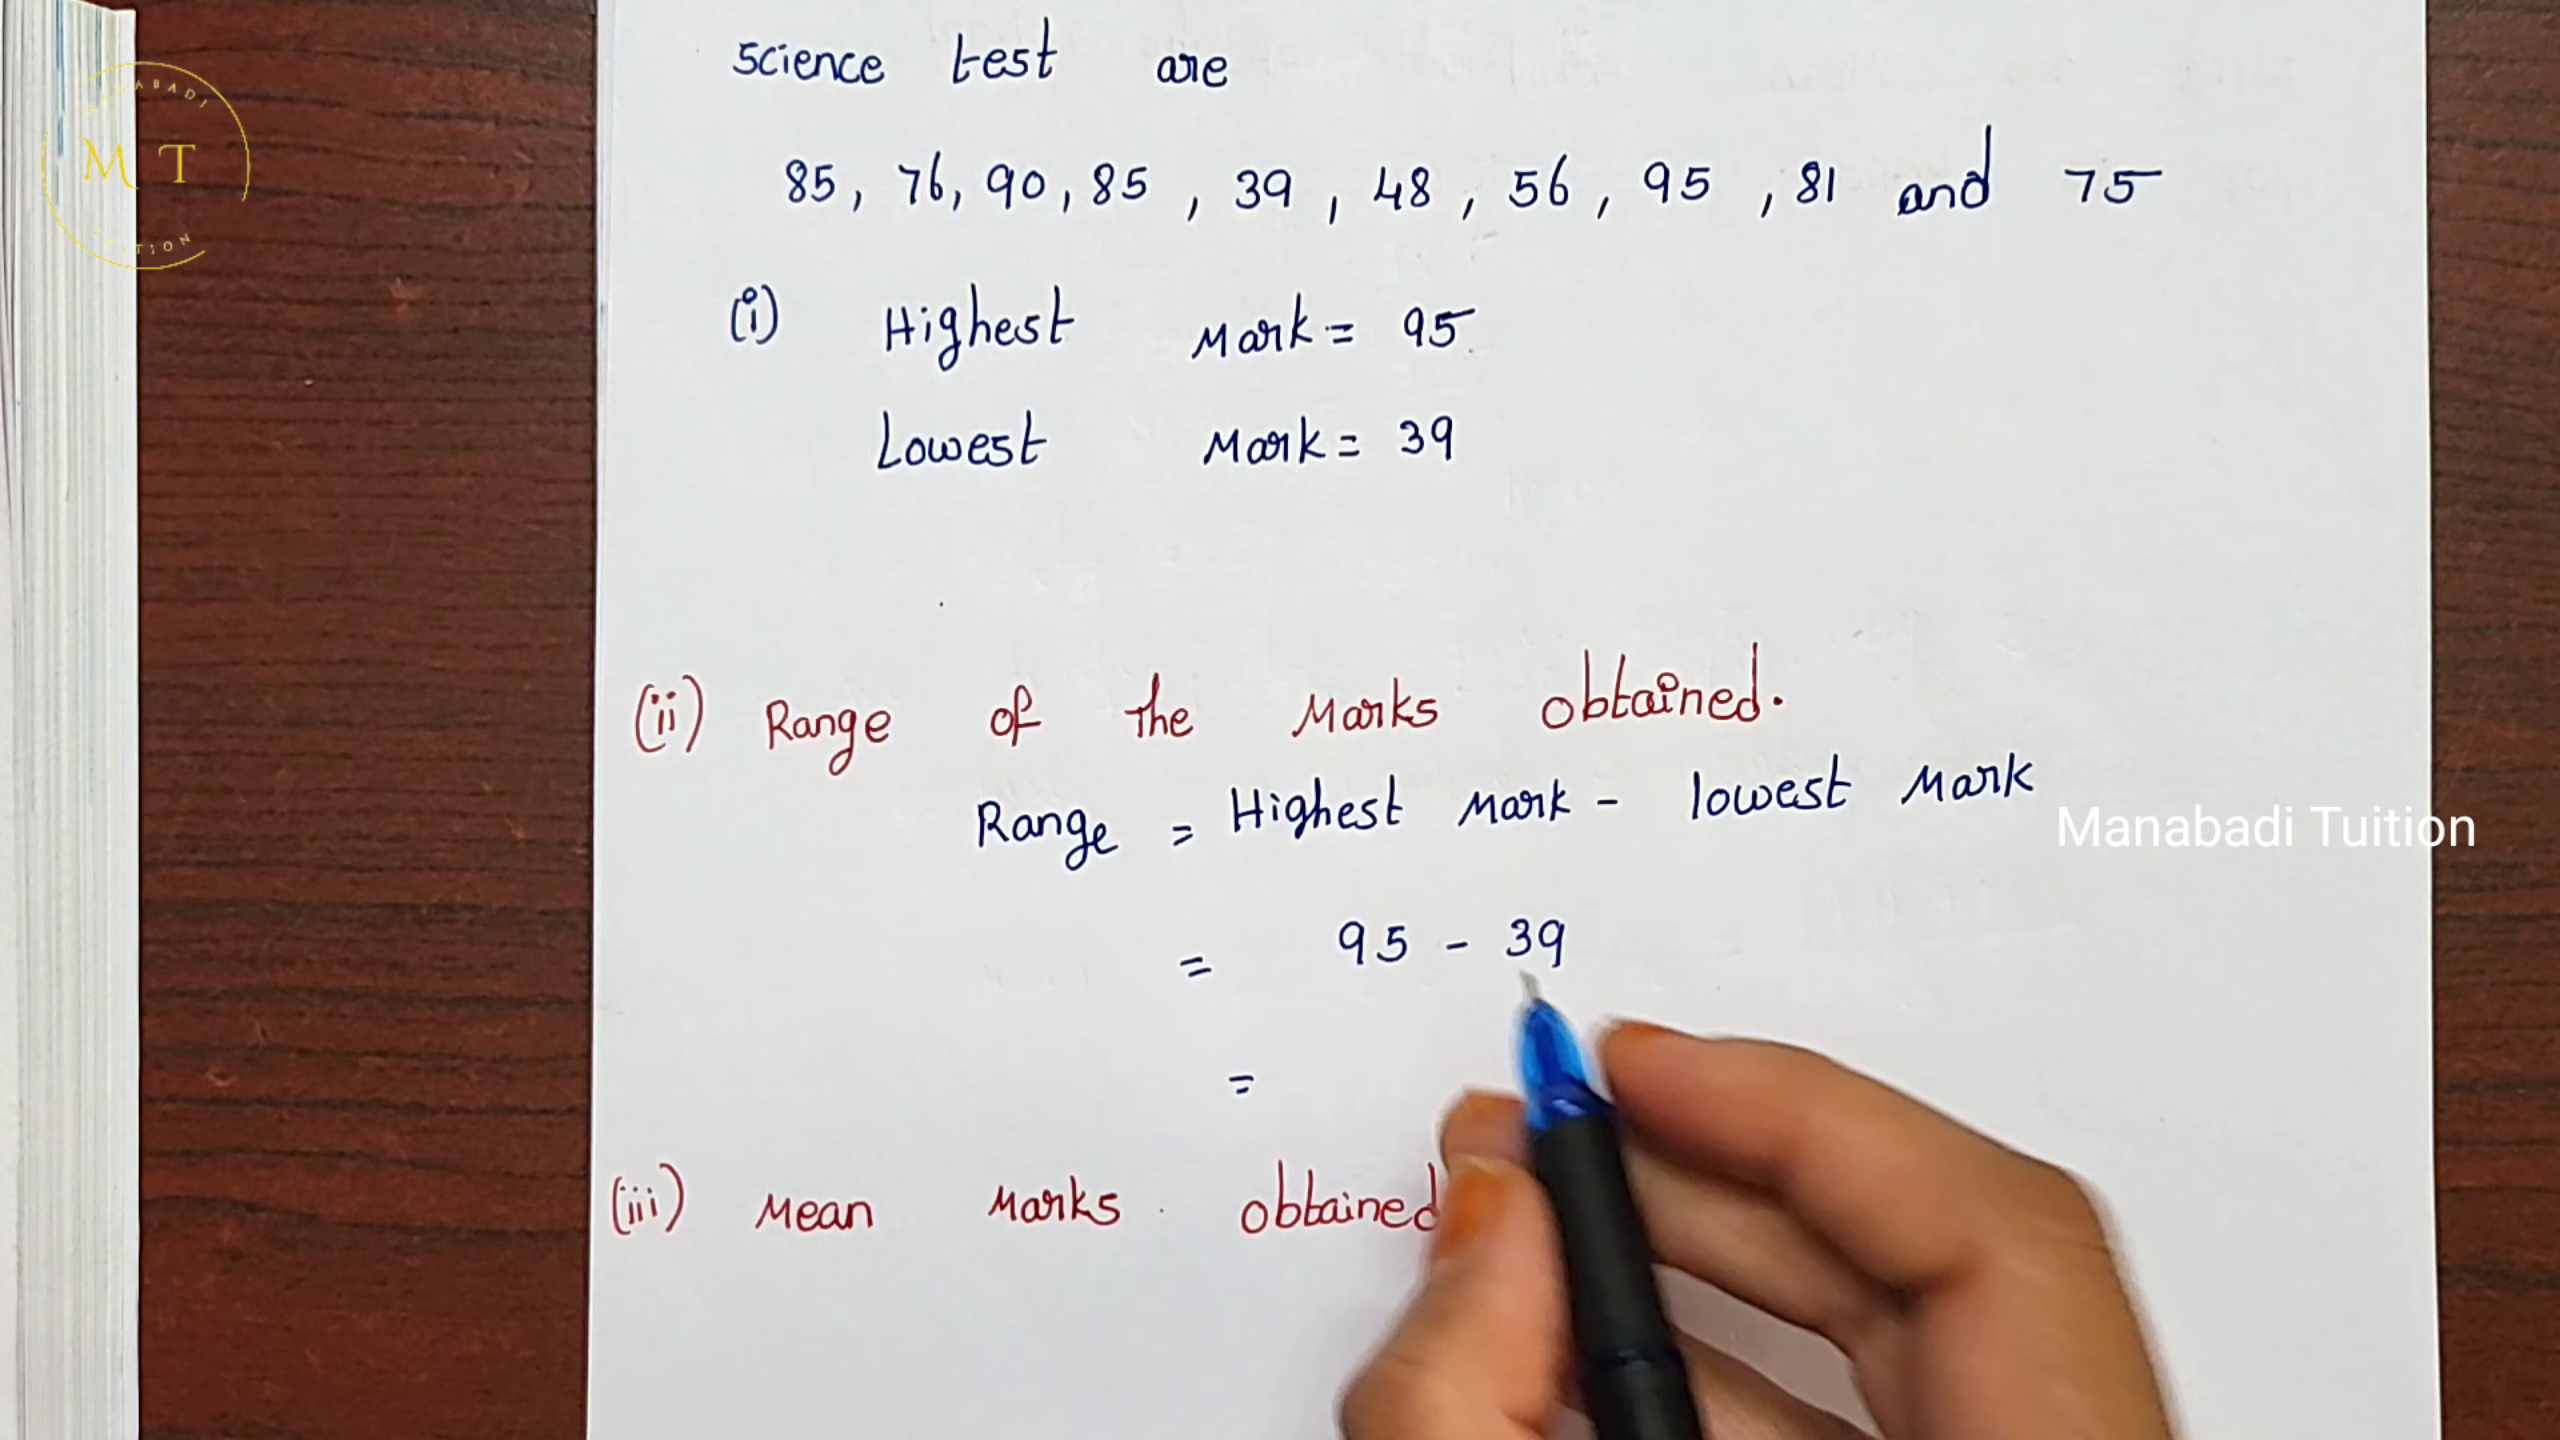 science test are
85, 76, 90, 85, 39, 48, 56, 95, 81 and 75
(i) Highest Mark = 95
Lowest Mark = 39
(ii) Range of the Marks obtained.
Range = Highest Mark - lowest Mark
Manabadi Tuition
= 95 - 39
=
(iii) Mean Marks obtained
M T